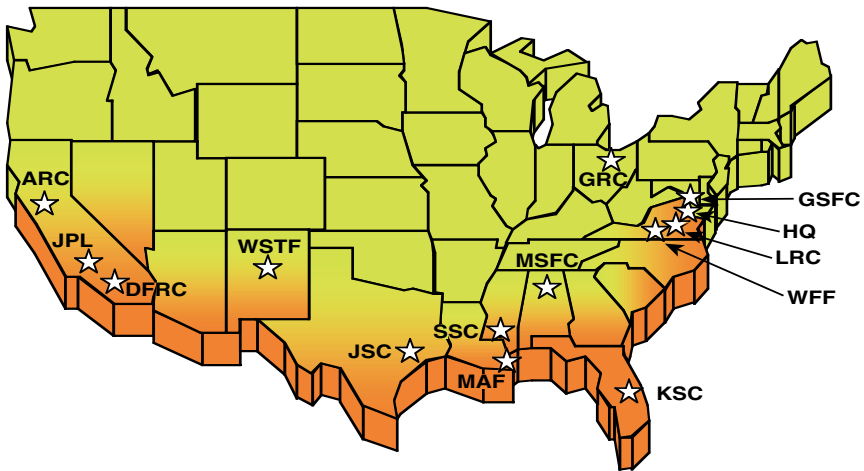 GRC
ARC
GSFC
HQ
JPL
WSTF
LRC
MSFC
DFRC
WFF
SSC
JSC
MAF
KSC